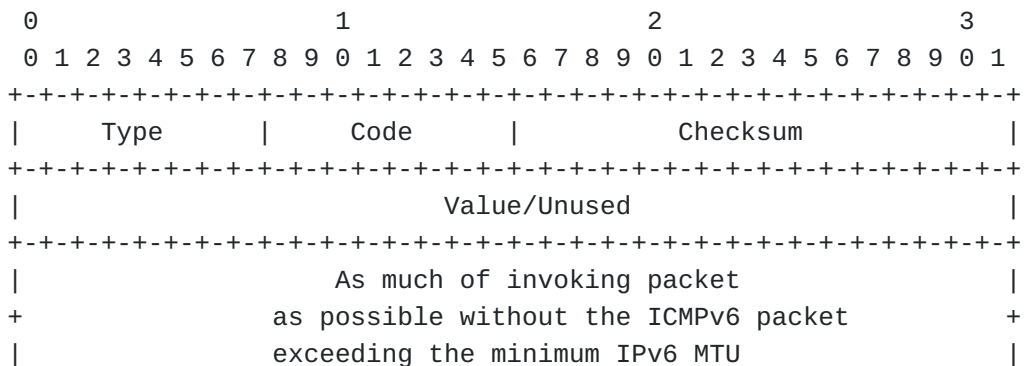 0                   1                   2                   3
 0 1 2 3 4 5 6 7 8 9 0 1 2 3 4 5 6 7 8 9 0 1 2 3 4 5 6 7 8 9 0 1
+-+-+-+-+-+-+-+-+-+-+-+-+-+-+-+-+-+-+-+-+-+-+-+-+-+-+-+-+-+-+-+-+
|     Type      |     Code      |          Checksum             |
+-+-+-+-+-+-+-+-+-+-+-+-+-+-+-+-+-+-+-+-+-+-+-+-+-+-+-+-+-+-+-+-+
|                           Value/Unused                        |
+-+-+-+-+-+-+-+-+-+-+-+-+-+-+-+-+-+-+-+-+-+-+-+-+-+-+-+-+-+-+-+-+
|                    As much of invoking packet                 |
+                as possible without the ICMPv6 packet          +
|                exceeding the minimum IPv6 MTU                 |